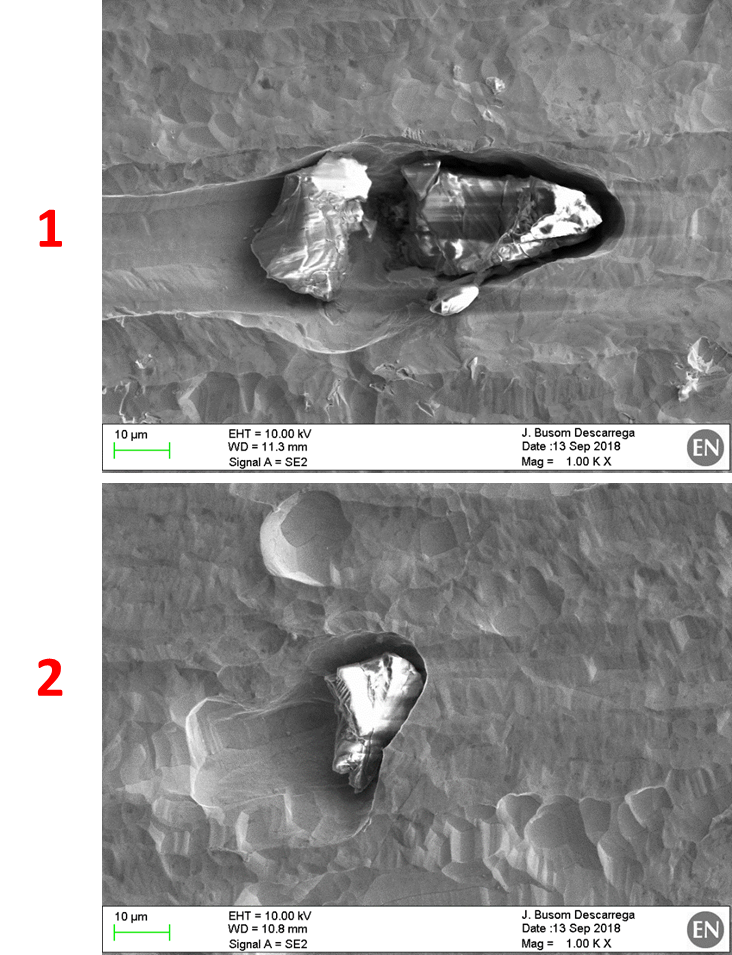 1
10 µm
EHT = 10.00 kV
WD = 11.3 mm
Signal A = SE2
J. Busom Descarrega
Date :13 Sep 2018
Mag = 1.00 K X
EN
2
10 µm
EHT = 10.00 kV
WD = 10.8 mm
Signal A = SE2
J. Busom Descarrega
Date :13 Sep 2018
Mag = 1.00 K X
EN